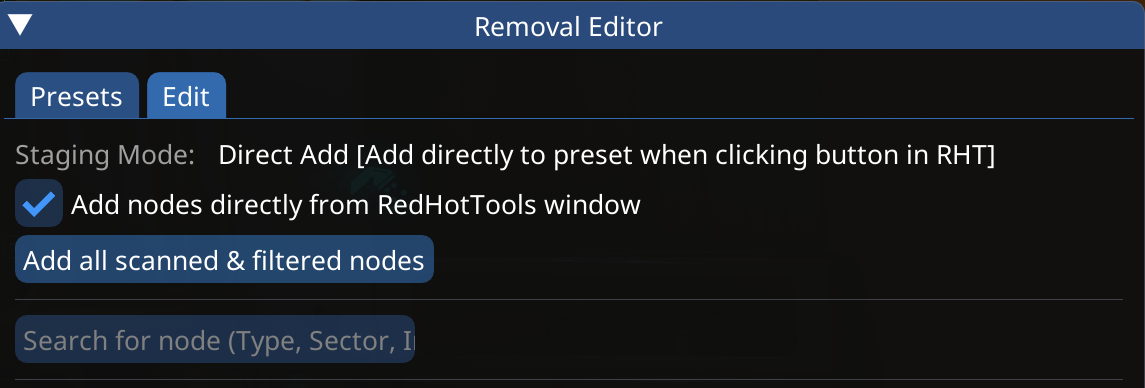 Removal Editor
Presets Edit
Staging Mode: Direct Add [Add directly to preset when clicking button in RHT]
Add nodes directly from RedHotTools window
Add all scanned & filtered nodes
Search for node (Type, Sector,